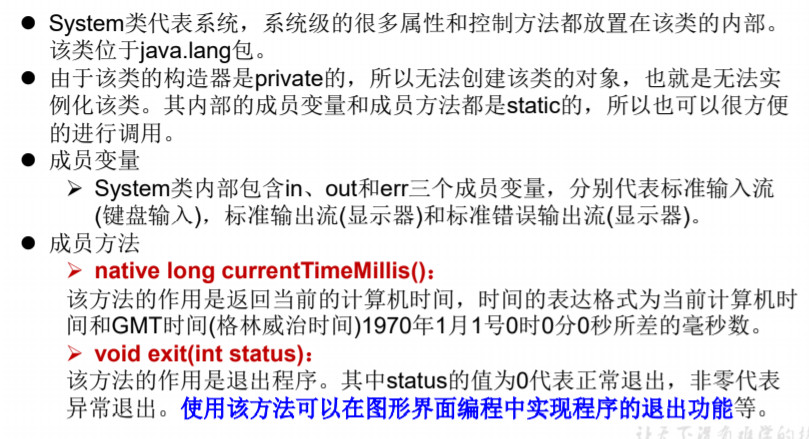 ● System类代表系统，系统级的很多属性和控制方法都放置在该类的内部。
该类位于java.lang包。
● 由于该类的构造器是private的，所以无法创建该类的对象，也就是无法实
例化该类。其内部的成员变量和成员方法都是static的，所以也可以很方便
的进行调用。
● 成员变量
➢ System类内部包含in、out和err三个成员变量，分别代表标准输入流
(键盘输入)，标准输出流(显示器)和标准错误输出流(显示器)。
● 成员方法
➢ native long currentTimeMillis()：
该方法的作用是返回当前的计算机时间，时间的表达格式为当前计算机时
间和GMT时间(格林威治时间)1970年1月1号0时0分0秒所差的毫秒数。
➢ void exit(int status)：
该方法的作用是退出程序。其中status的值为0代表正常退出，非零代表
异常退出。使用该方法可以在图形界面编程中实现程序的退出功能等。
让天下没有难学的技